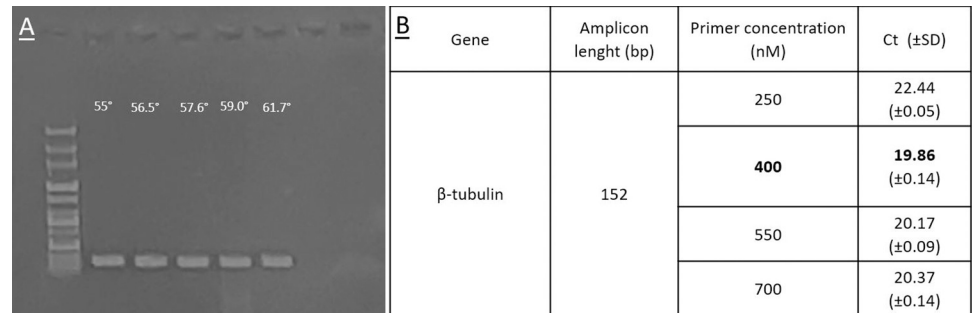 A
55° 56.5° 57.6° 59.0° 61.7°
B
Gene
Amplicon
lenght (bp)
Primer concentration
(nM)
Ct (±SD)
β-tubulin
152
250
22.44
(±0.05)
400
19.86
(±0.14)
550
20.17
(±0.09)
700
20.37
(±0.14)